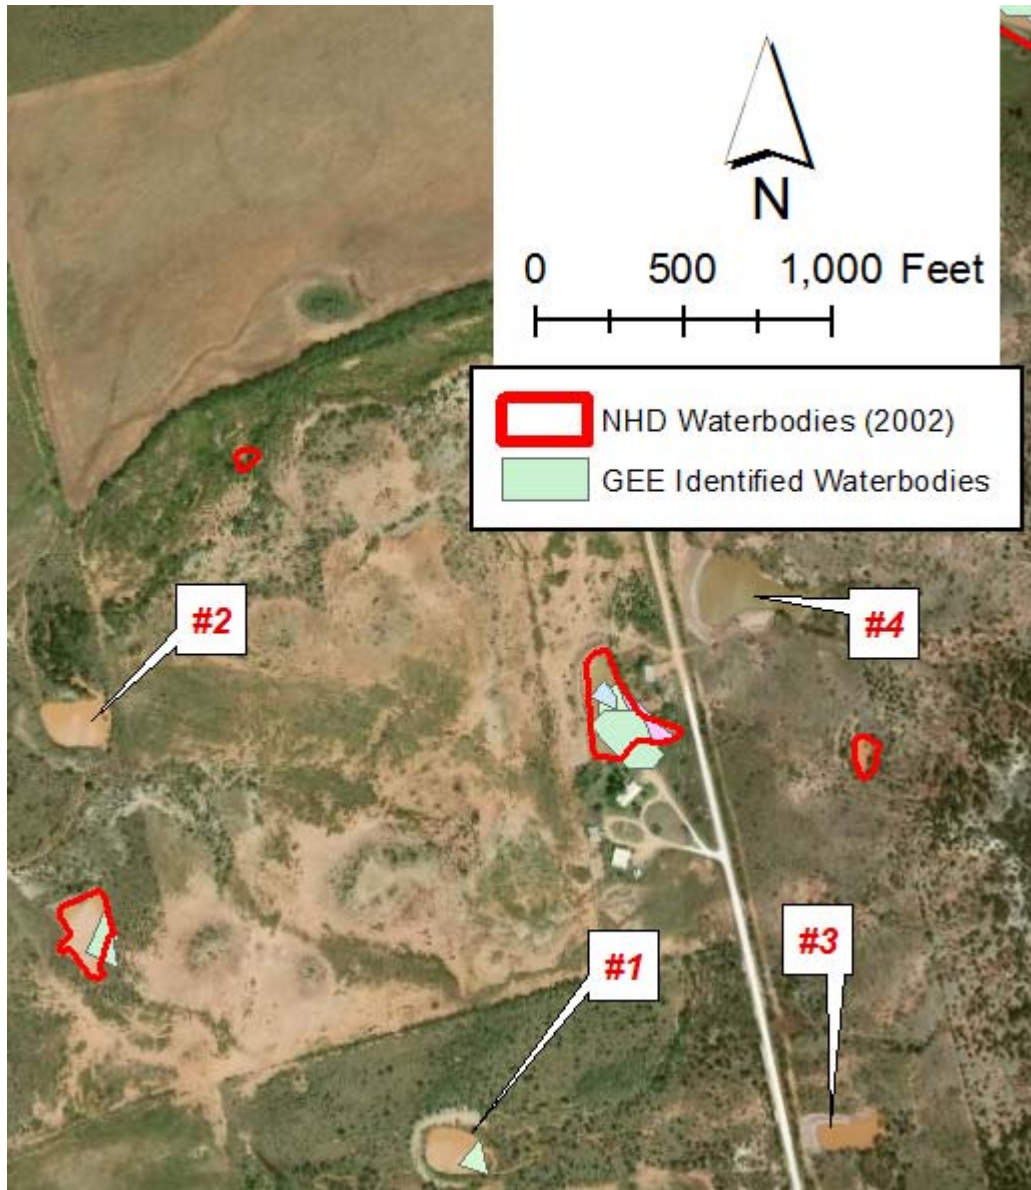 N
0 500 1,000 Feet
NHD Waterbodies (2002)
GEE Identified Waterbodies
#2
#4
#3
#1